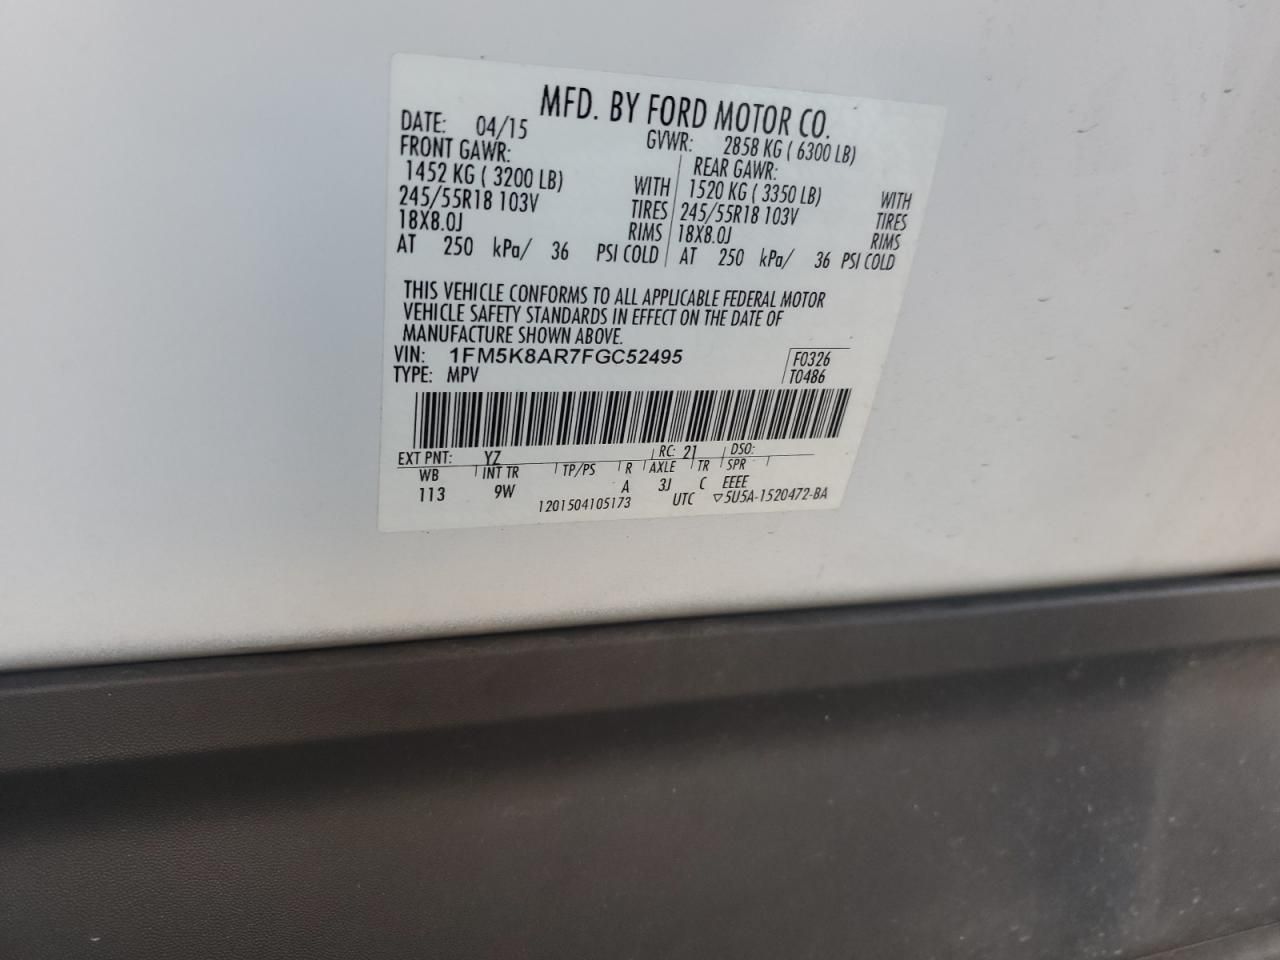 MFD. BY FORD MOTOR CO.
DATE: 04/15 GVWR: 2858 KG ( 6300 LB)
FRONT GAWR: REAR GAWR:
1452 KG ( 3200 LB) WITH 1520 KG ( 3350 LB) WITH
245/55R18 103V TIRES 245/55R18 103V TIRES
18X8.0J RIMS 18X8.0J RIMS
AT 250 kPa/ 36 PSI COLD AT 250 kPa/ 36 PSI COLD
THIS VEHICLE CONFORMS TO ALL APPLICABLE FEDERAL MOTOR
VEHICLE SAFETY STANDARDS IN EFFECT ON THE DATE OF
MANUFACTURE SHOWN ABOVE.
VIN: 1FM5K8AR7FGC52495 F0326
TYPE: MPV T0486
EXT PNT: YZ RC: 21 DSO:
WB INT TR TP/PS R AXLE TR SPR
113 9W A 3J C EEEE
1201504105173 UTC ▽5U5A-1520472-BA